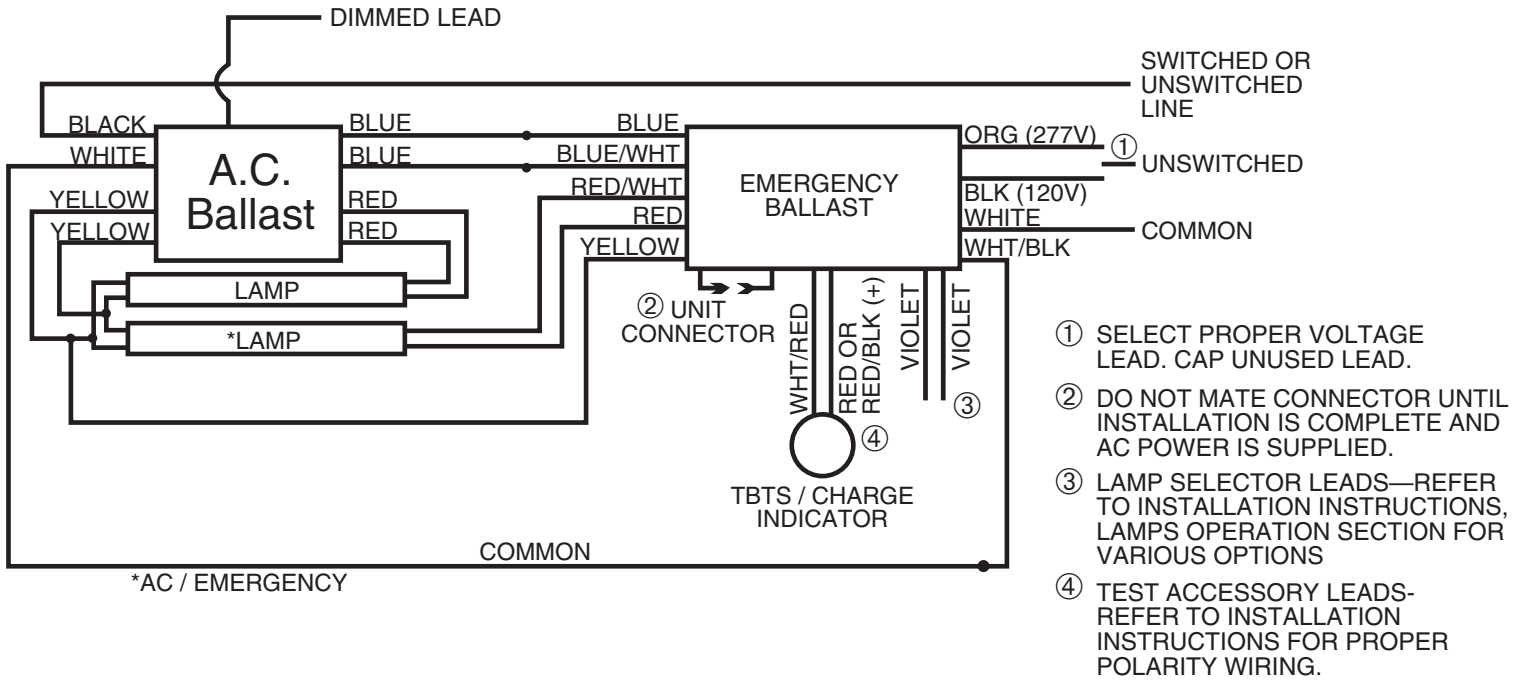 DIMMED LEAD
SWITCHED OR
UNSWITCHED
LINE
BLACK
WHITE
YELLOW
YELLOW
A.C.
Ballast
BLUE
BLUE
RED
RED
BLUE
BLUE/WHT
RED/WHT
RED
YELLOW
EMERGENCY
BALLAST
ORG (277V)
①
UNSWITCHED
BLK (120V)
WHITE
COMMON
WHT/BLK
LAMP
*LAMP
② UNIT
CONNECTOR
WHT/RED
RED OR
RED/BLK (+)
VIOLET
VIOLET
③
④
TBTS / CHARGE
INDICATOR
COMMON
*AC / EMERGENCY
① SELECT PROPER VOLTAGE
LEAD. CAP UNUSED LEAD.
② DO NOT MATE CONNECTOR UNTIL
INSTALLATION IS COMPLETE AND
AC POWER IS SUPPLIED.
③ LAMP SELECTOR LEADS—REFER
TO INSTALLATION INSTRUCTIONS,
LAMPS OPERATION SECTION FOR
VARIOUS OPTIONS
④ TEST ACCESSORY LEADS-
REFER TO INSTALLATION
INSTRUCTIONS FOR PROPER
POLARITY WIRING.